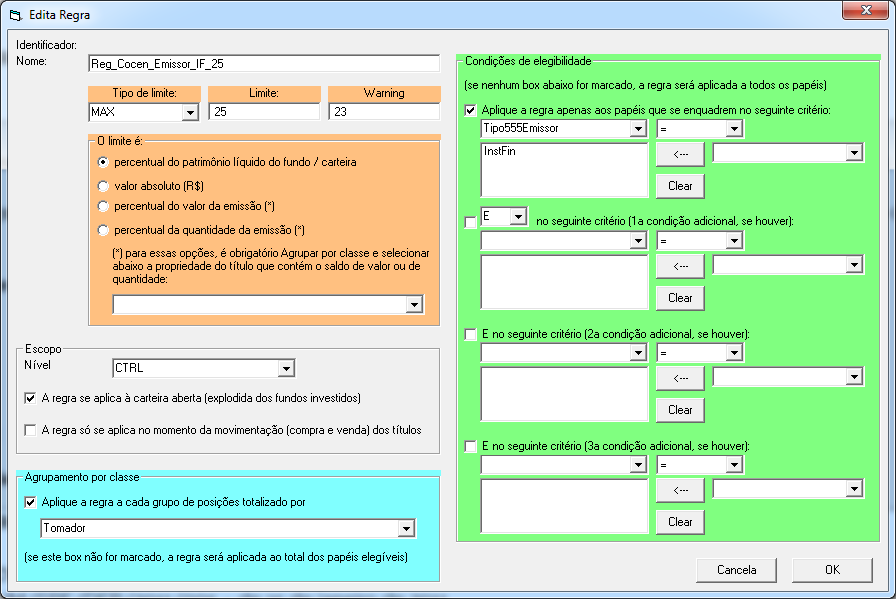 Edita Regra
Identificador:
Nome:
Reg_Cocen_Emissor_IF_25
Tipo de limite:
Limite:
Warning
MAX
25
23
O limite é:
percentual do patrimônio líquido do fundo / carteira
valor absoluto (R$)
percentual do valor da emissão (*)
percentual da quantidade da emissão (*)
(*) para essas opções, é obrigatório Agrupar por classe e selecionar
abaixo a propriedade do título que contém o saldo de valor ou de
quantidade:
Escopo
Nível
CTRL
A regra se aplica à carteira aberta (explodida dos fundos investidos)
A regra só se aplica no momento da movimentação (compra e venda) dos títulos
Agrupamento por classe
Aplique a regra a cada grupo de posições totalizado por
Tomador
(se este box não for marcado, a regra será aplicada ao total dos papéis elegíveis)
Condições de elegibilidade
(se nenhum box abaixo for marcado, a regra será aplicada a todos os papéis)
Aplique a regra apenas aos papéis que se enquadrem no seguinte critério:
Tipo555Emissor
=
InstFin
<---
Clear
E
no seguinte critério (1a condição adicional, se houver):
=
<---
Clear
E no seguinte critério (2a condição adicional, se houver):
=
<---
Clear
E no seguinte critério (3a condição adicional, se houver):
=
<---
Clear
Cancela
OK